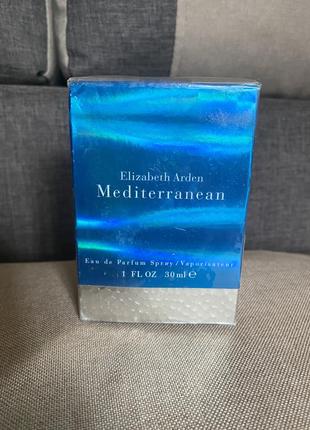 Elizabeth Arden
Mediterranean
Eau de Parfum Spray/Vaporisateur
1 FL OZ 30ml ℮